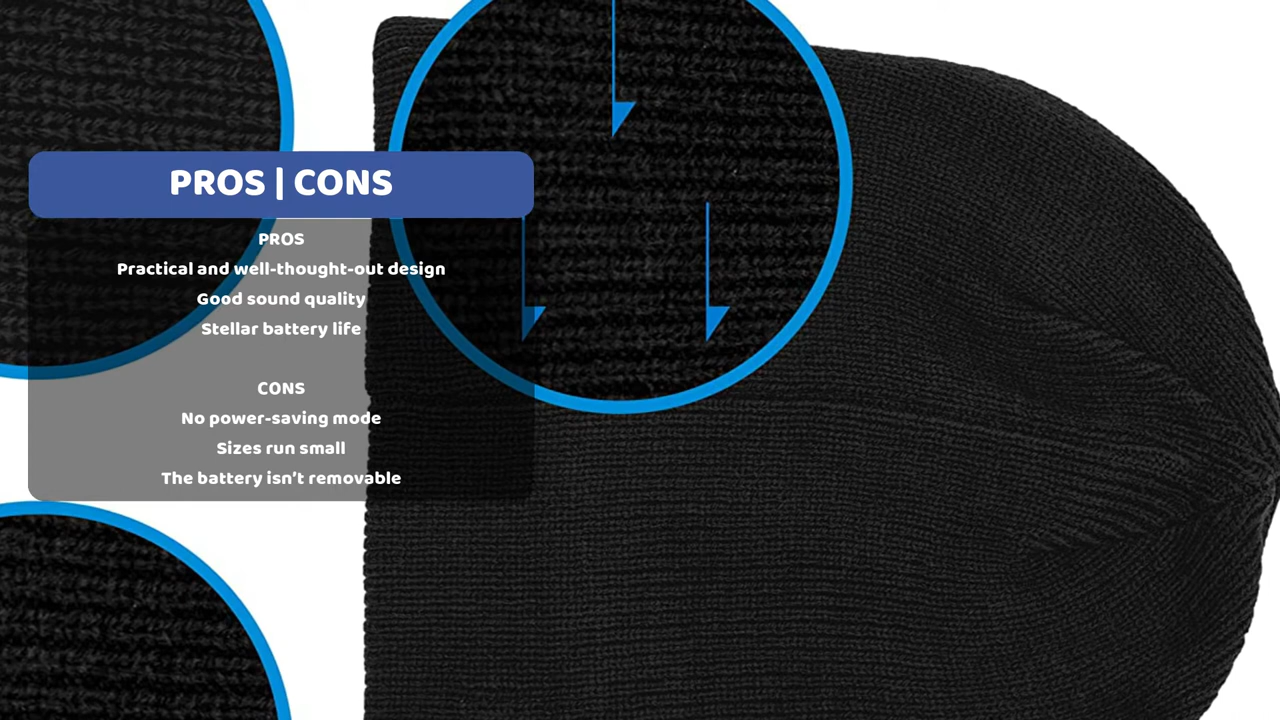 PROS | CONS
PROS
Practical and well-thought-out design
Good sound quality
Stellar battery life
CONS
No power-saving mode
Sizes run small
The battery isn't removable